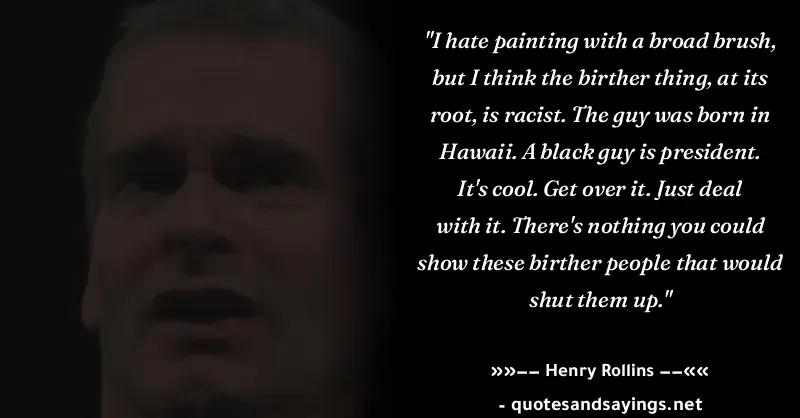 "I hate painting with a broad brush,
but I think the birther thing, at its
root, is racist. The guy was born in
Hawaii. A black guy is president.
It's cool. Get over it. Just deal
with it. There's nothing you could
show these birther people that would
shut them up."
»»–– Henry Rollins ––««
- quotesandsayings.net